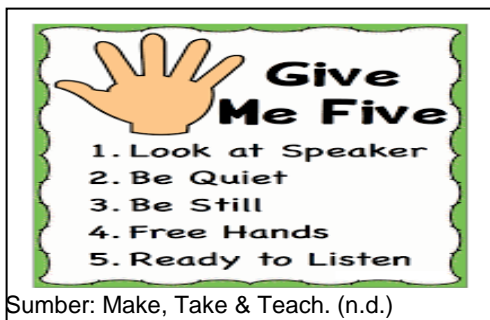 Give
Me Five
1. Look at Speaker
2. Be Quiet
3. Be Still
4. Free Hands
5. Ready to Listen
Sumber: Make, Take & Teach. (n.d.)